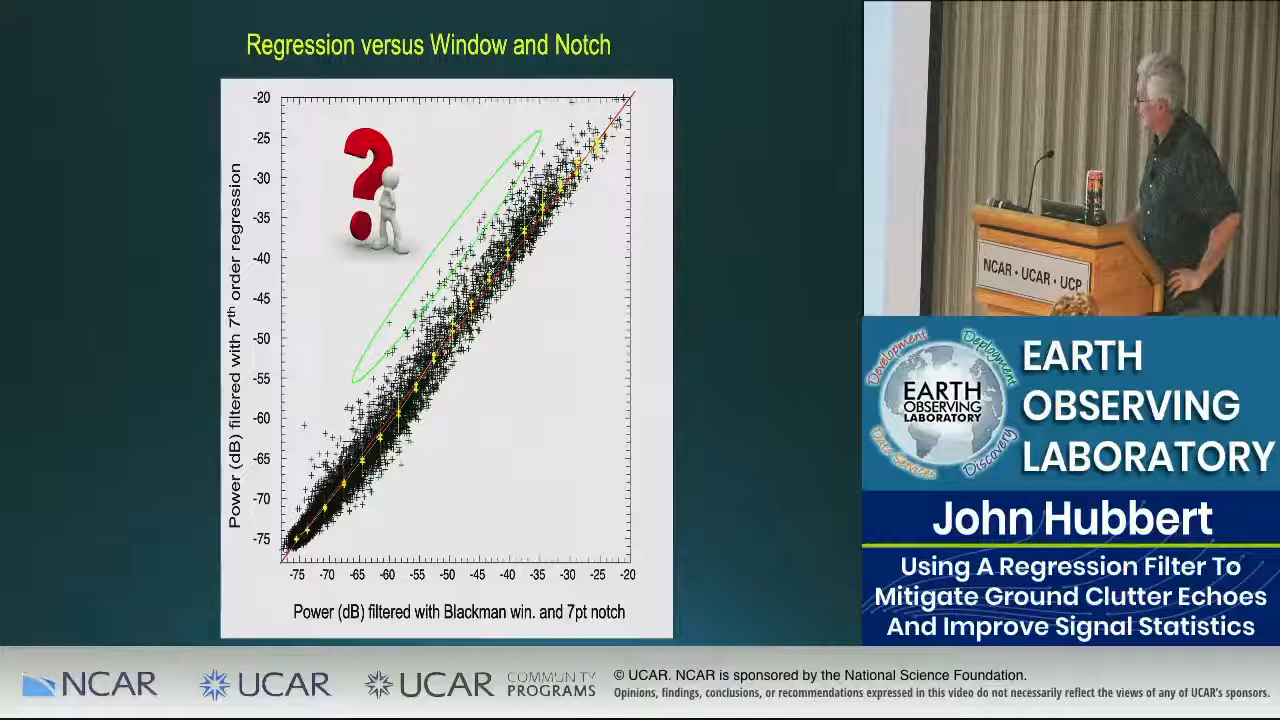 Regression versus Window and Notch
-20
-25
-30
-35
-40
-45
-50
-55
-60
-65
-70
-75
Power (dB) filtered with 7th order regression
-75 -70 -65 -60 -55 -50 -45 -40 -35 -30 -25 -20
Power (dB) filtered with Blackman win. and 7pt notch
?
NCAR • UCAR • UCP
Development
Deployment
EARTH
OBSERVING
LABORATORY
Data Services
Discovery
EARTH
OBSERVING
LABORATORY
John Hubbert
Using A Regression Filter To
Mitigate Ground Clutter Echoes
And Improve Signal Statistics
NCAR
UCAR
UCAR COMMUNITY
PROGRAMS
© UCAR. NCAR is sponsored by the National Science Foundation.
Opinions, findings, conclusions, or recommendations expressed in this video do not necessarily reflect the views of any of UCAR's sponsors.